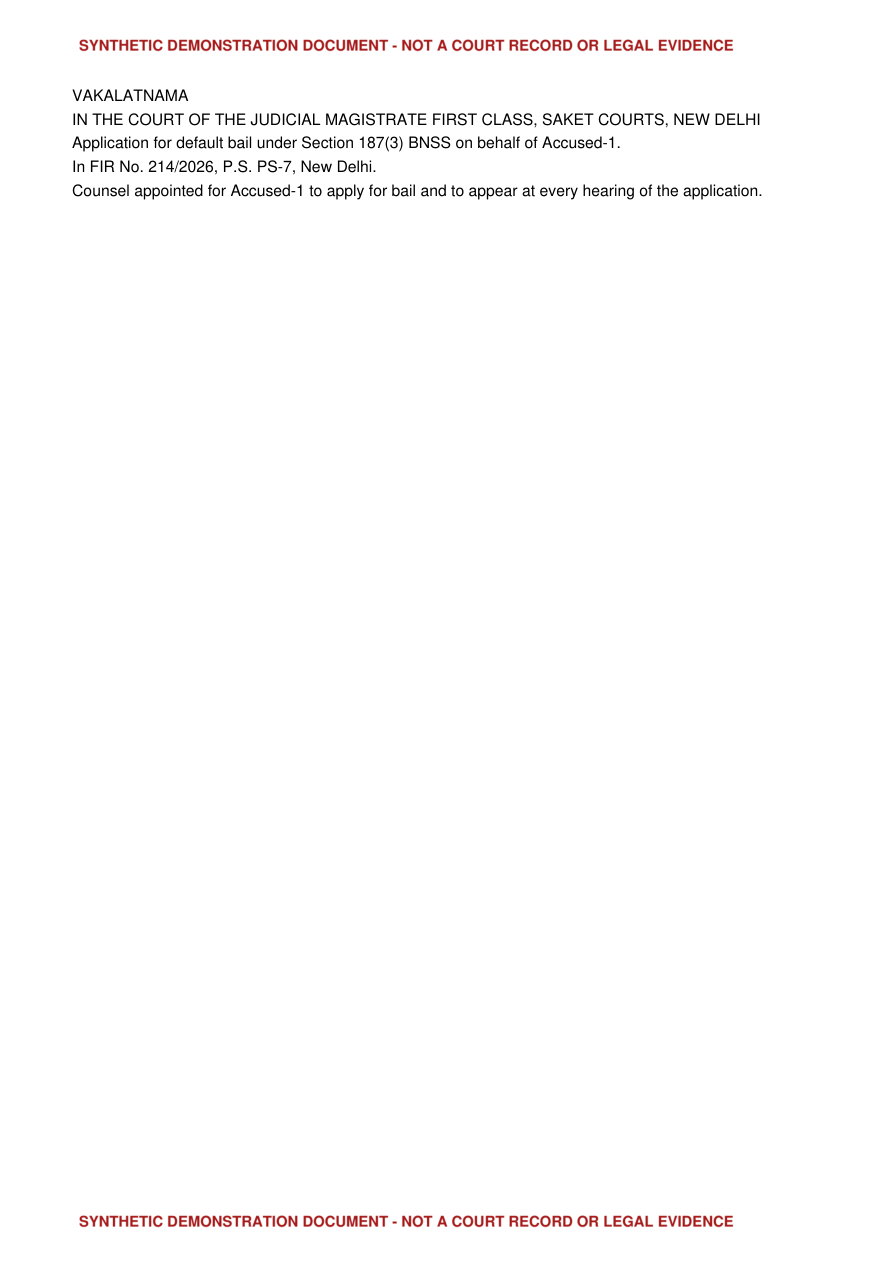 SYNTHETIC DEMONSTRATION DOCUMENT - NOT A COURT RECORD OR LEGAL EVIDENCE
VAKALATNAMA
IN THE COURT OF THE JUDICIAL MAGISTRATE FIRST CLASS, SAKET COURTS, NEW DELHI
Application for default bail under Section 187(3) BNSS on behalf of Accused-1.
In FIR No. 214/2026, P.S. PS-7, New Delhi.
Counsel appointed for Accused-1 to apply for bail and to appear at every hearing of the application.
SYNTHETIC DEMONSTRATION DOCUMENT - NOT A COURT RECORD OR LEGAL EVIDENCE